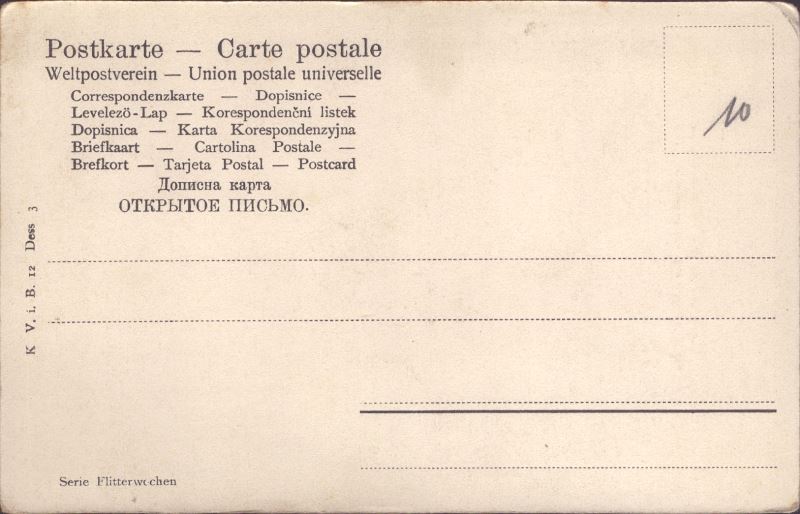 Postkarte — Carte postale
Weltpostverein — Union postale universelle
Correspondenzkarte — Dopisnice —
Levelező-Lap — Korespondenční listek
Dopisnica — Karta Korespondenzyjna
Briefkaart — Cartolina Postale —
Brefkort — Tarjeta Postal — Postcard
Дописна карта
ОТКРЫТОЕ ПИСЬМО.
10
K V. i. B. 12 Dess 3
Serie Flitterwochen